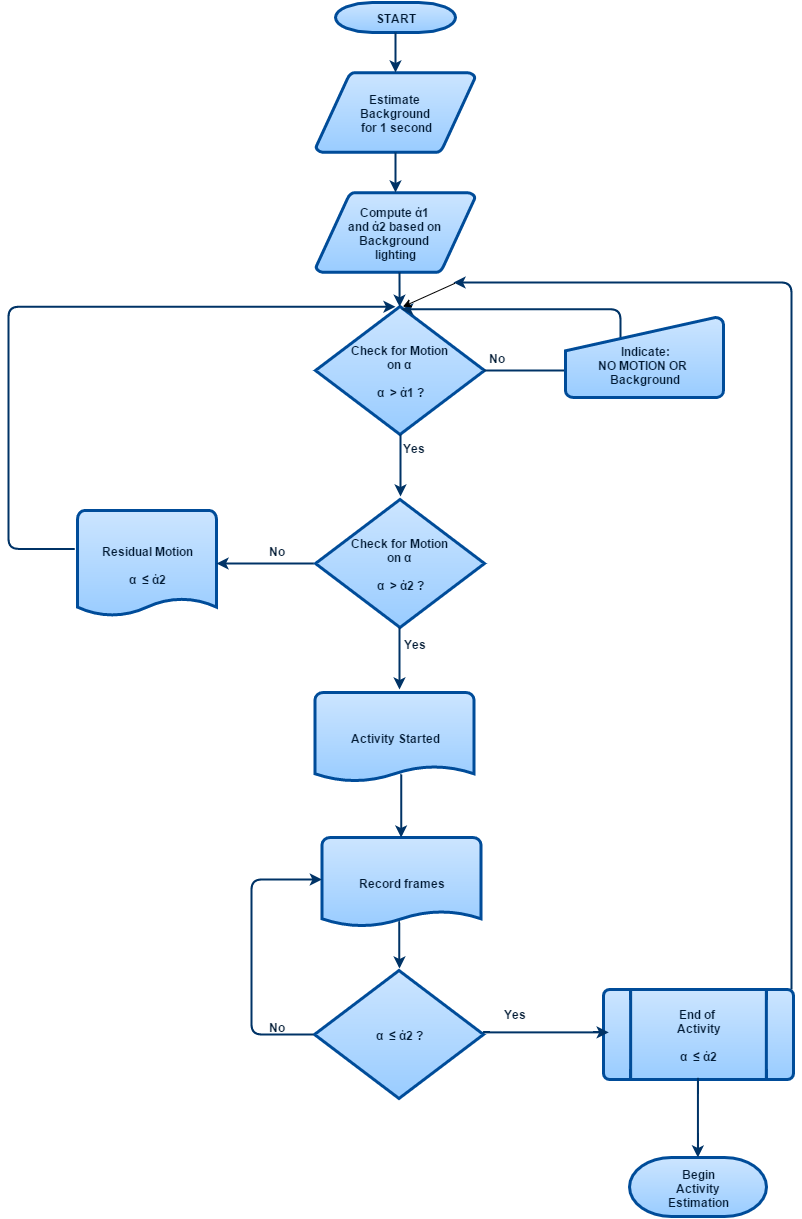 START
Estimate
Background
for 1 second
Compute ά1
and ά2 based on
Background
lighting
Check for Motion
on α
α > ά1 ?
No
Indicate:
NO MOTION OR
Background
Yes
Check for Motion
on α
α > ά2 ?
No
Residual Motion
α ≤ ά2
Yes
Activity Started
Record frames
α ≤ ά2 ?
No
Yes
End of
Activity
α ≤ ά2
Begin
Activity
Estimation